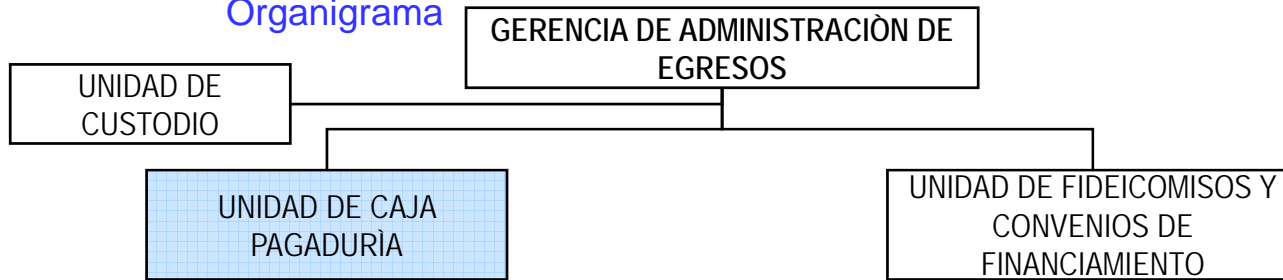 Organigrama
GERENCIA DE ADMINISTRACIÒN DE
EGRESOS
UNIDAD DE
CUSTODIO
UNIDAD DE CAJA
PAGADURÌA
UNIDAD DE FIDEICOMISOS Y
CONVENIOS DE
FINANCIAMIENTO